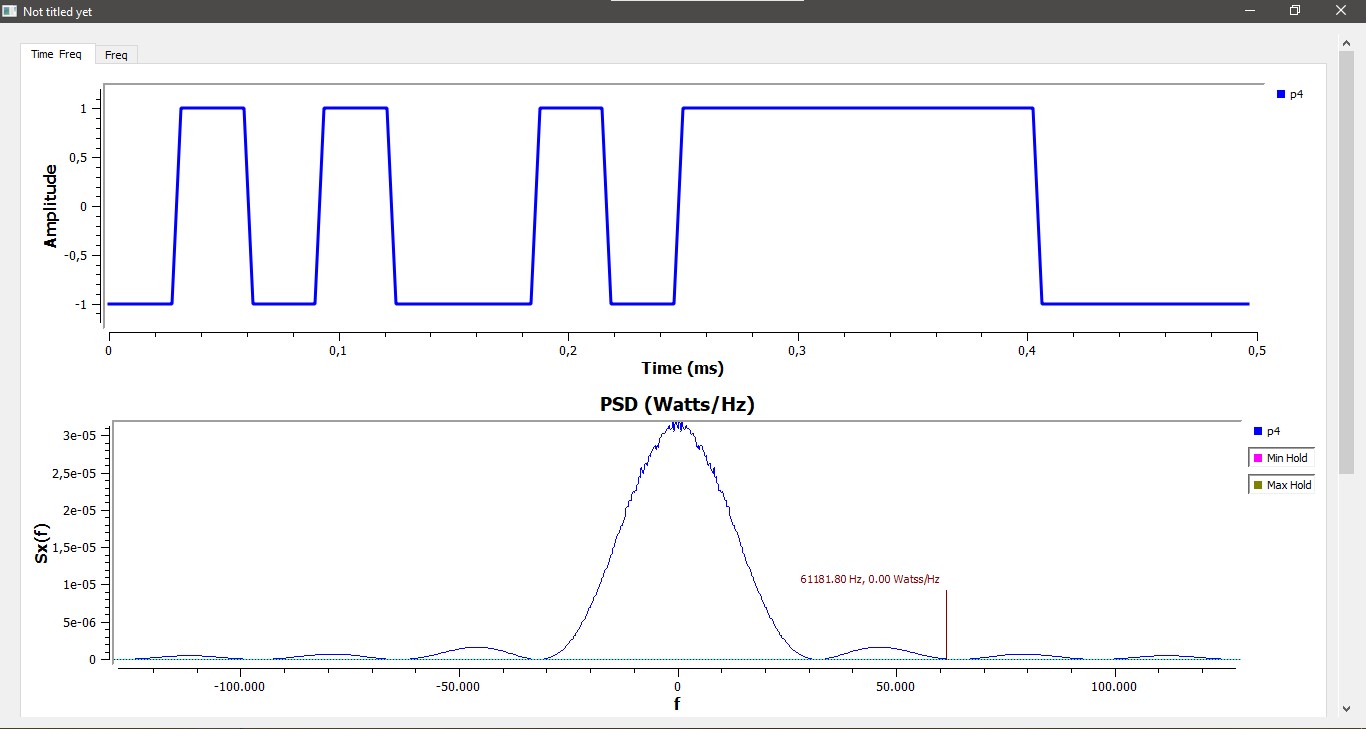 Not titled yet
Time Freq
Freq
p4
1
0,5
0
-0,5
-1
Amplitude
0
0,1
0,2
0,3
0,4
0,5
Time (ms)
PSD (Watts/Hz)
p4
Min Hold
Max Hold
3e-05
2,5e-05
2e-05
1,5e-05
1e-05
5e-06
0
Sx(f)
61181.80 Hz, 0.00 Watss/Hz
-100.000
-50.000
0
50.000
100.000
f